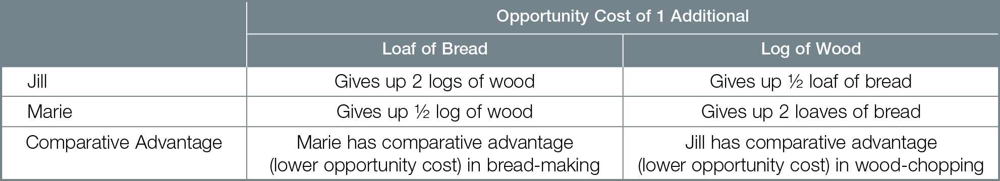 Opportunity Cost of 1 Additional
Loaf of Bread Log of Wood
Jill Gives up 2 logs of wood Gives up ½ loaf of bread
Marie Gives up ½ log of wood Gives up 2 loaves of bread
Comparative Advantage Marie has comparative advantage Jill has comparative advantage
(lower opportunity cost) in bread-making (lower opportunity cost) in wood-chopping